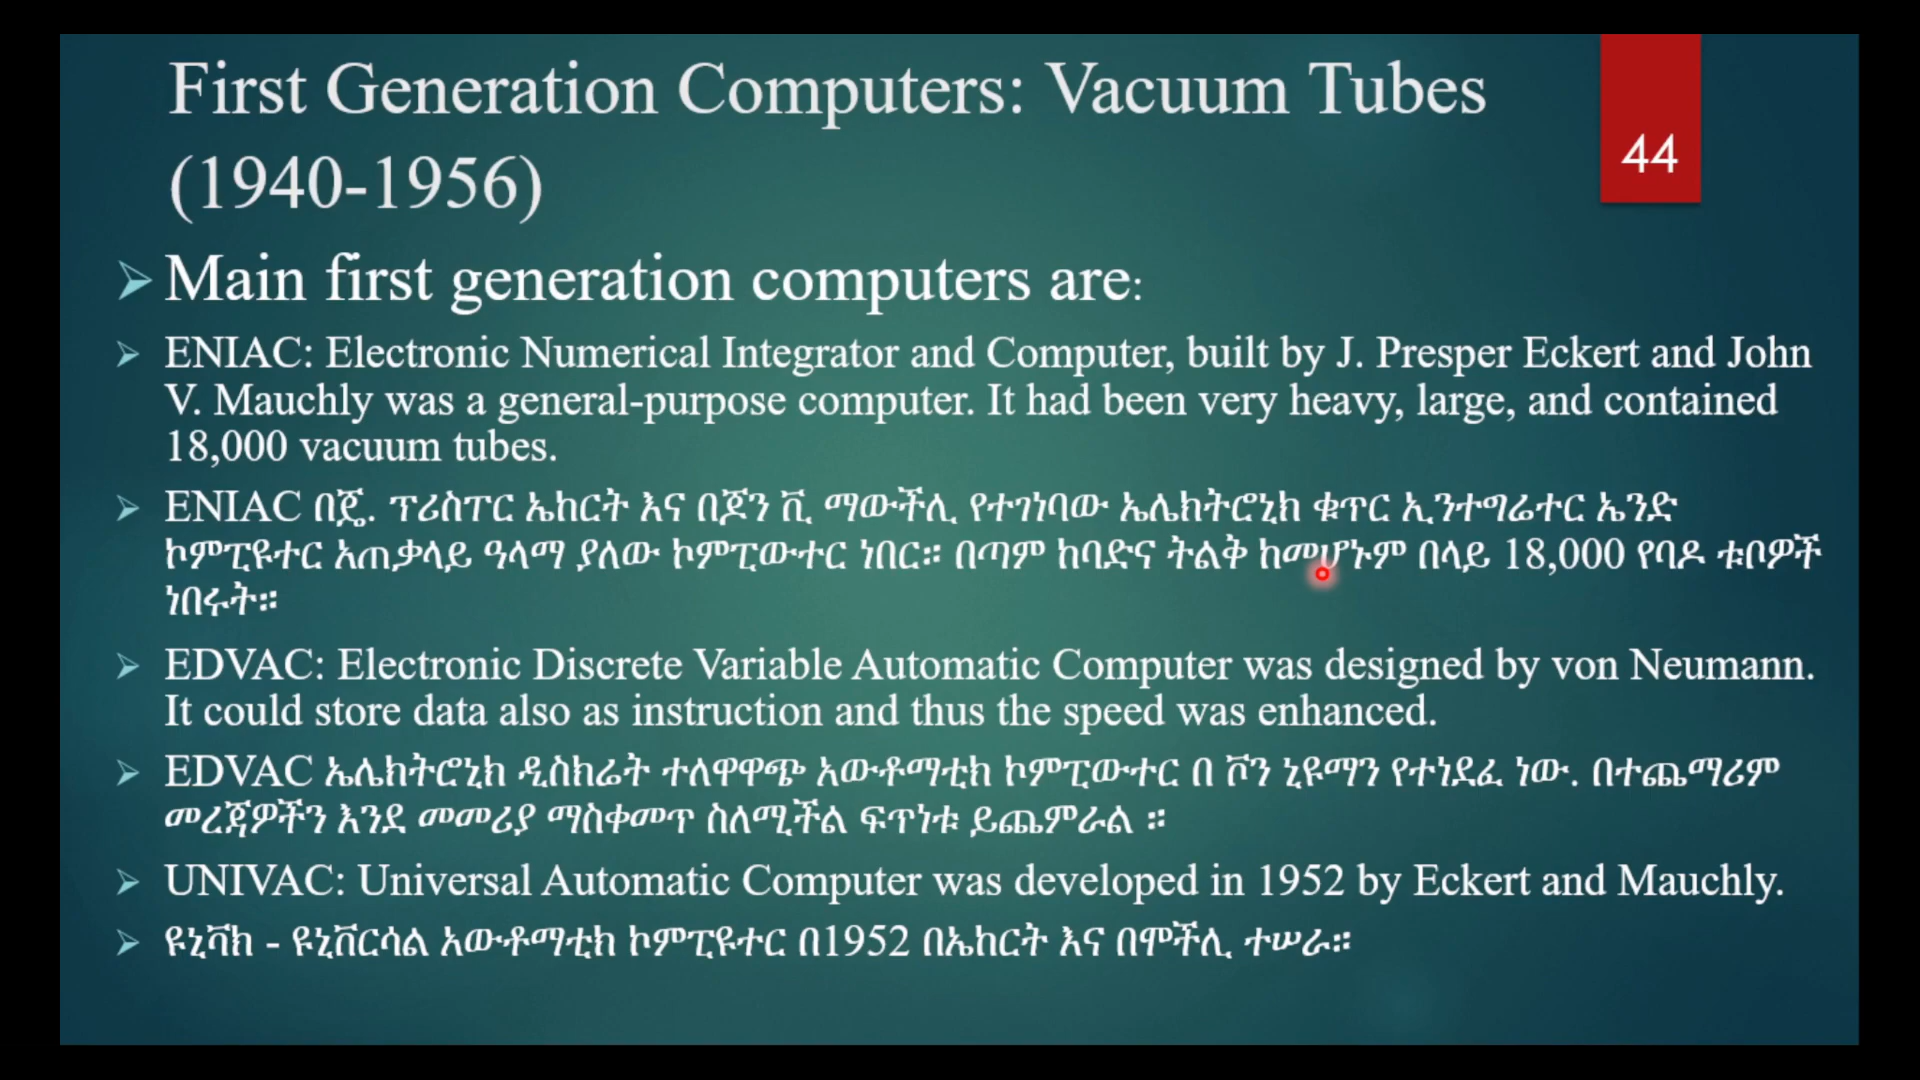 First Generation Computers: Vacuum Tubes
(1940-1956)
44
Main first generation computers are:
ENIAC: Electronic Numerical Integrator and Computer, built by J. Presper Eckert and John
V. Mauchly was a general-purpose computer. It had been very heavy, large, and contained
18,000 vacuum tubes.
ENIAC በጄ. ፕሪስፐር ኤከርት እና በጆን ቪ ማውችሊ የተገነባው ኤሌክትሮኒክ ቁጥር ኢንተግሬተር ኤንድ
ኮምፒዩተር አጠቃላይ ዓላማ ያለው ኮምፒውተር ነበር። በጣም ከባድና ትልቅ ከመሆኑም በላይ 18,000 የባዶ ቱቦዎች
ነበሩት።
EDVAC: Electronic Discrete Variable Automatic Computer was designed by von Neumann.
It could store data also as instruction and thus the speed was enhanced.
EDVAC ኤሌክትሮኒክ ዲስክሬት ተለዋዋጭ አውቶማቲክ ኮምፒውተር በ ቮን ኒዩማን የተነደፈ ነው. በተጨማሪም
መረጃዎችን እንደ መመሪያ ማስቀመጥ ስለሚችል ፍጥነቱ ይጨምራል ።
UNIVAC: Universal Automatic Computer was developed in 1952 by Eckert and Mauchly.
ዩኒቫክ - ዩኒቨርሳል አውቶማቲክ ኮምፒዩተር በ1952 በኤከርት እና በሞችሊ ተሠራ።